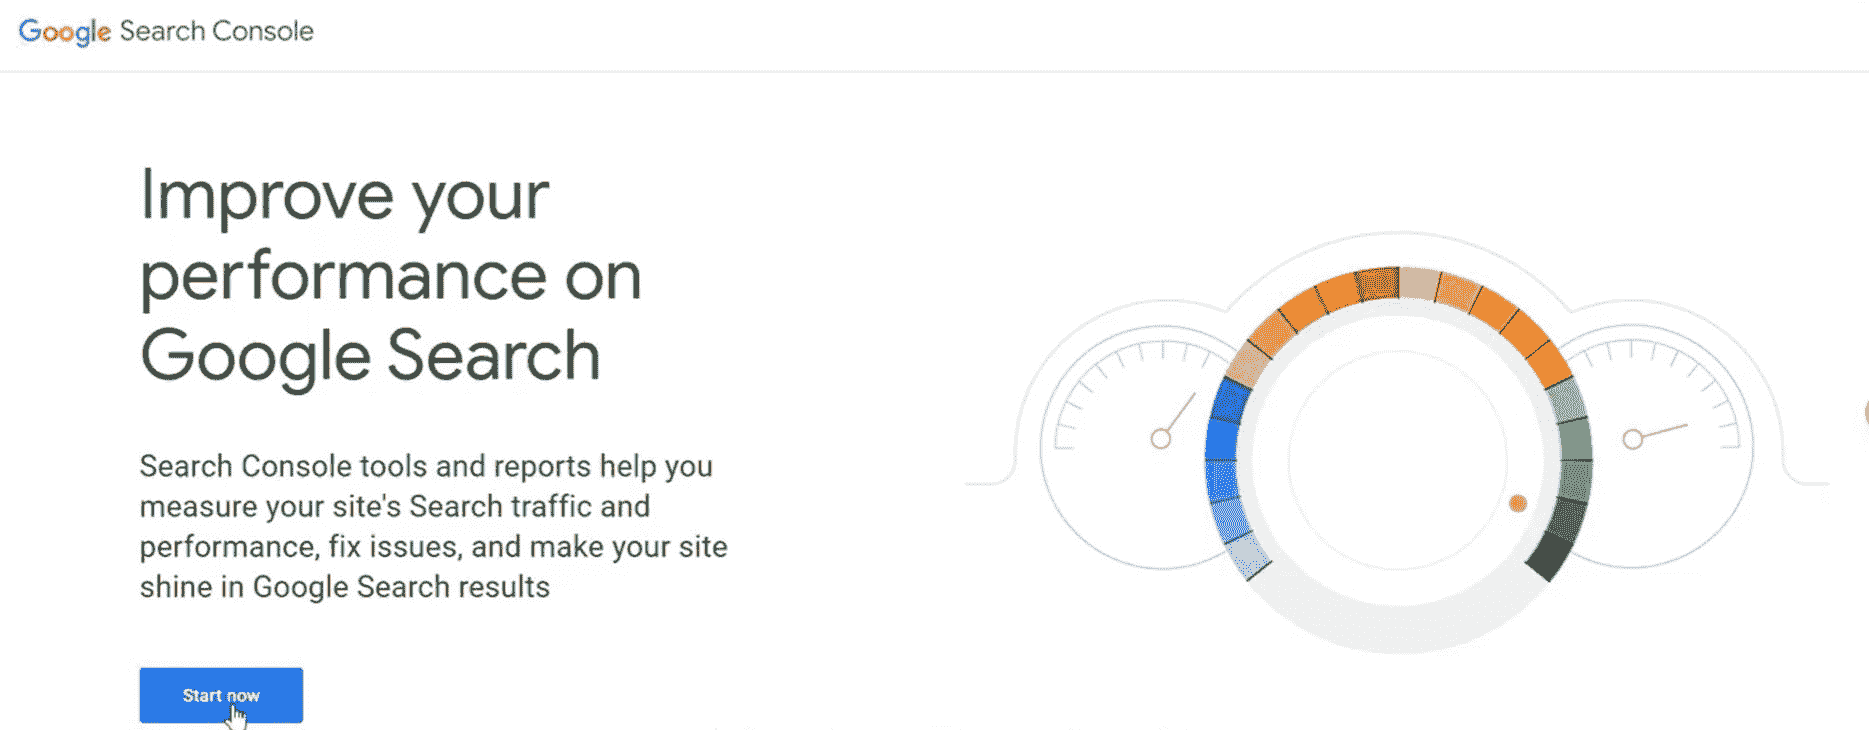 Google Search Console
Improve your
performance on
Google Search
Search Console tools and reports help you
measure your site's Search traffic and
performance, fix issues, and make your site
shine in Google Search results
Start now